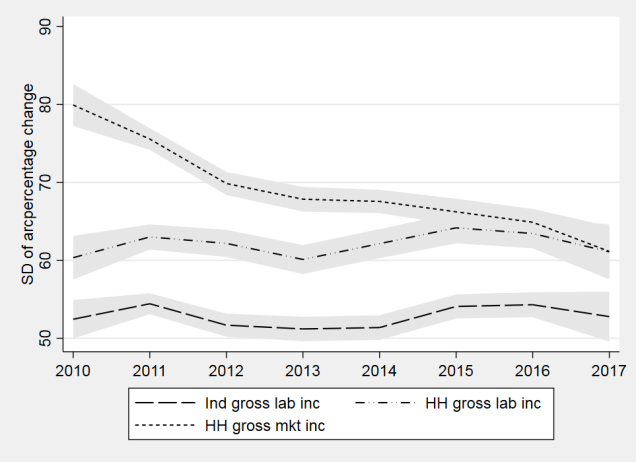 SD of arcpercentage change
90
80
70
60
50
2010 2011 2012 2013 2014 2015 2016 2017
Ind gross lab inc HH gross lab inc
HH gross mkt inc